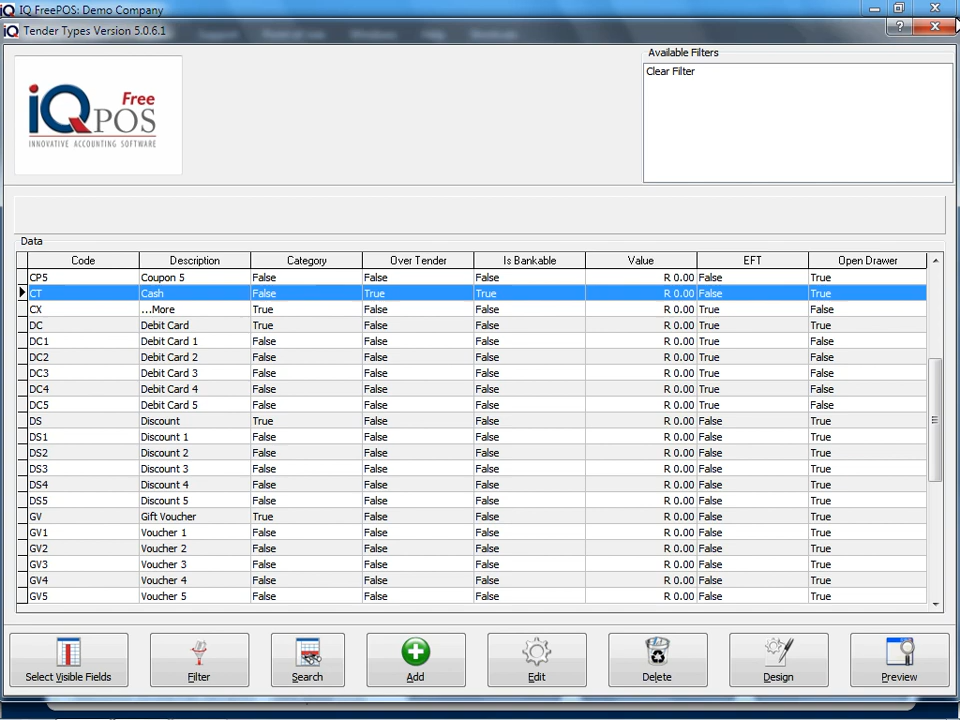 IQ FreePOS: Demo Company
Tender Types Version 5.0.6.1
Available Filters
Clear Filter
iQ Free POS
INNOVATIVE ACCOUNTING SOFTWARE
Data
Code Description Category Over Tender Is Bankable Value EFT Open Drawer
CP5 Coupon 5 False False False R 0.00 False True
CT Cash False True True R 0.00 False True
CX ...More True False False R 0.00 True False
DC Debit Card True False False R 0.00 True True
DC1 Debit Card 1 False False False R 0.00 True False
DC2 Debit Card 2 False False False R 0.00 True False
DC3 Debit Card 3 False False False R 0.00 True False
DC4 Debit Card 4 False False False R 0.00 True False
DC5 Debit Card 5 False False False R 0.00 True False
DS Discount True False False R 0.00 False True
DS1 Discount 1 False False False R 0.00 False True
DS2 Discount 2 False False False R 0.00 False True
DS3 Discount 3 False False False R 0.00 False True
DS4 Discount 4 False False False R 0.00 False True
DS5 Discount 5 False False False R 0.00 False True
GV Gift Voucher True False False R 0.00 False True
GV1 Voucher 1 False False False R 0.00 False True
GV2 Voucher 2 False False False R 0.00 False True
GV3 Voucher 3 False False False R 0.00 False True
GV4 Voucher 4 False False False R 0.00 False True
GV5 Voucher 5 False False False R 0.00 False True
Select Visible Fields Filter Search Add Edit Delete Design Preview